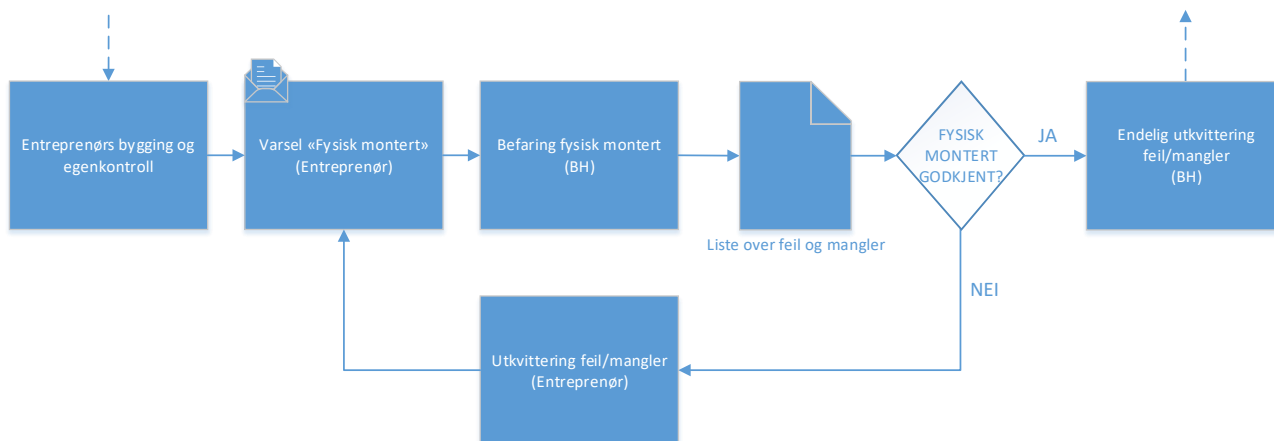 Entreprenørs bygging og
egenkontroll
Varsel «Fysisk montert»
(Entreprenør)
Befaring fysisk montert
(BH)
Liste over feil og mangler
FYSISK
MONTERT
GODKJENT?
JA
Endelig utkvittering
feil/mangler
(BH)
NEI
Utkvittering feil/mangler
(Entreprenør)